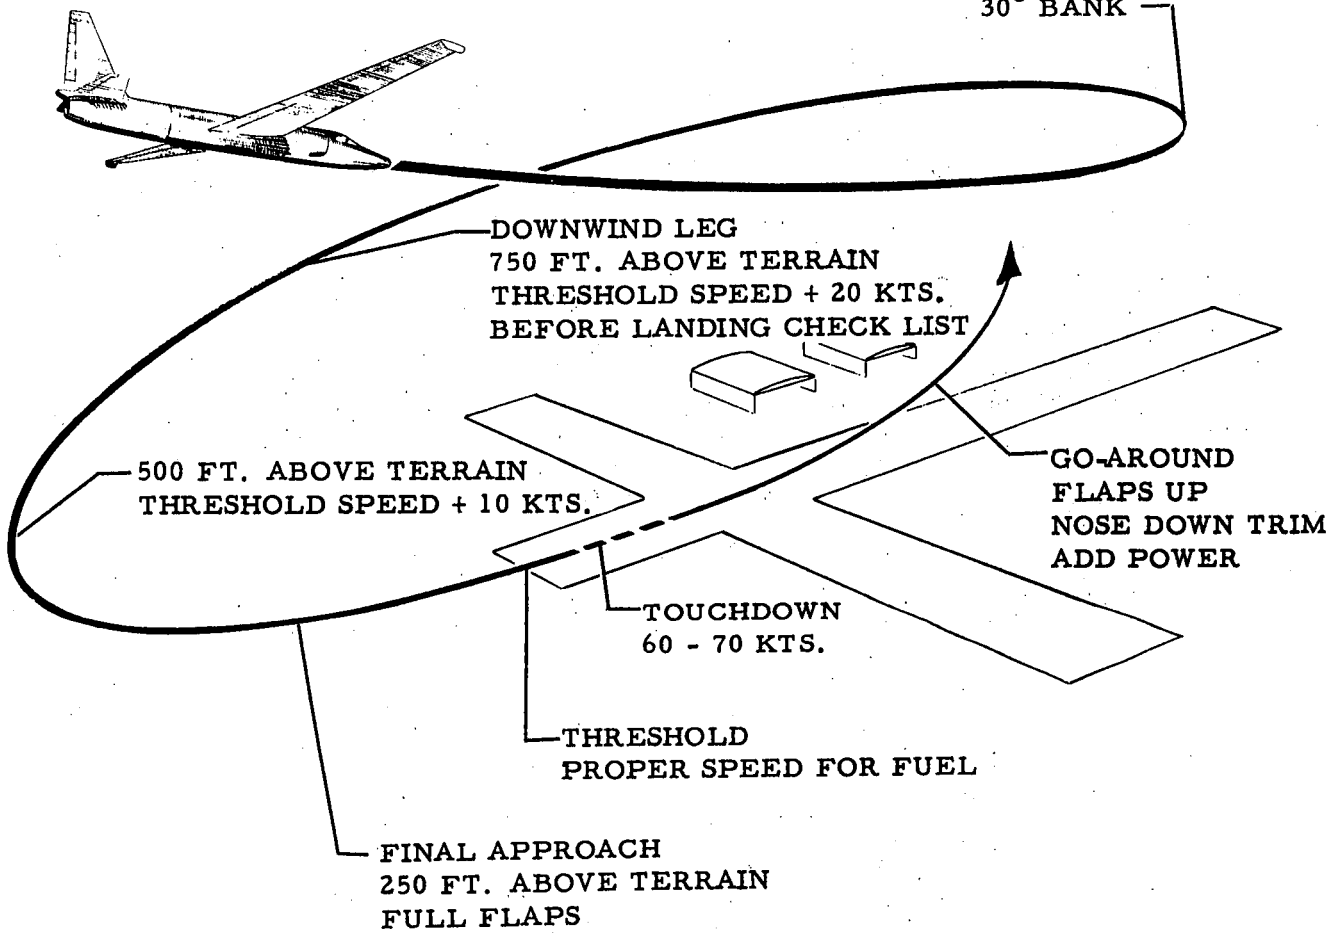 30° BANK
DOWNWIND LEG
750 FT. ABOVE TERRAIN
THRESHOLD SPEED + 20 KTS.
BEFORE LANDING CHECK LIST
500 FT. ABOVE TERRAIN
THRESHOLD SPEED + 10 KTS.
GO-AROUND
FLAPS UP
NOSE DOWN TRIM
ADD POWER
TOUCHDOWN
60 - 70 KTS.
THRESHOLD
PROPER SPEED FOR FUEL
FINAL APPROACH
250 FT. ABOVE TERRAIN
FULL FLAPS